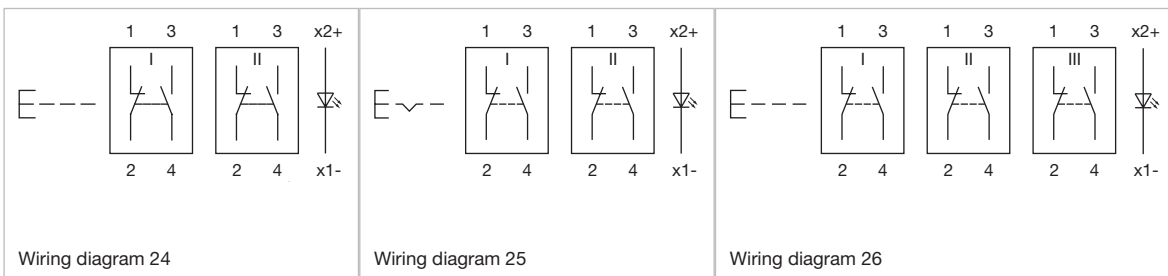 1 3 1 3 x2+
I II
2 4 2 4 x1-
Wiring diagram 24
1 3 1 3 x2+
I II
2 4 2 4 x1-
Wiring diagram 25
1 3 1 3 1 3 x2+
I II III
2 4 2 4 2 4 x1-
Wiring diagram 26